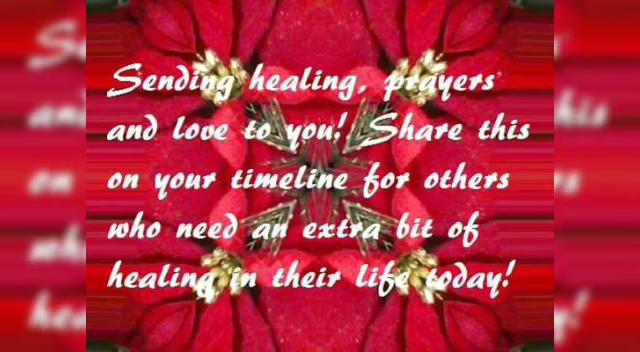 Sending healing, prayers
and love to you! Share this
on your timeline for others
who need an extra bit of
healing in their life today!